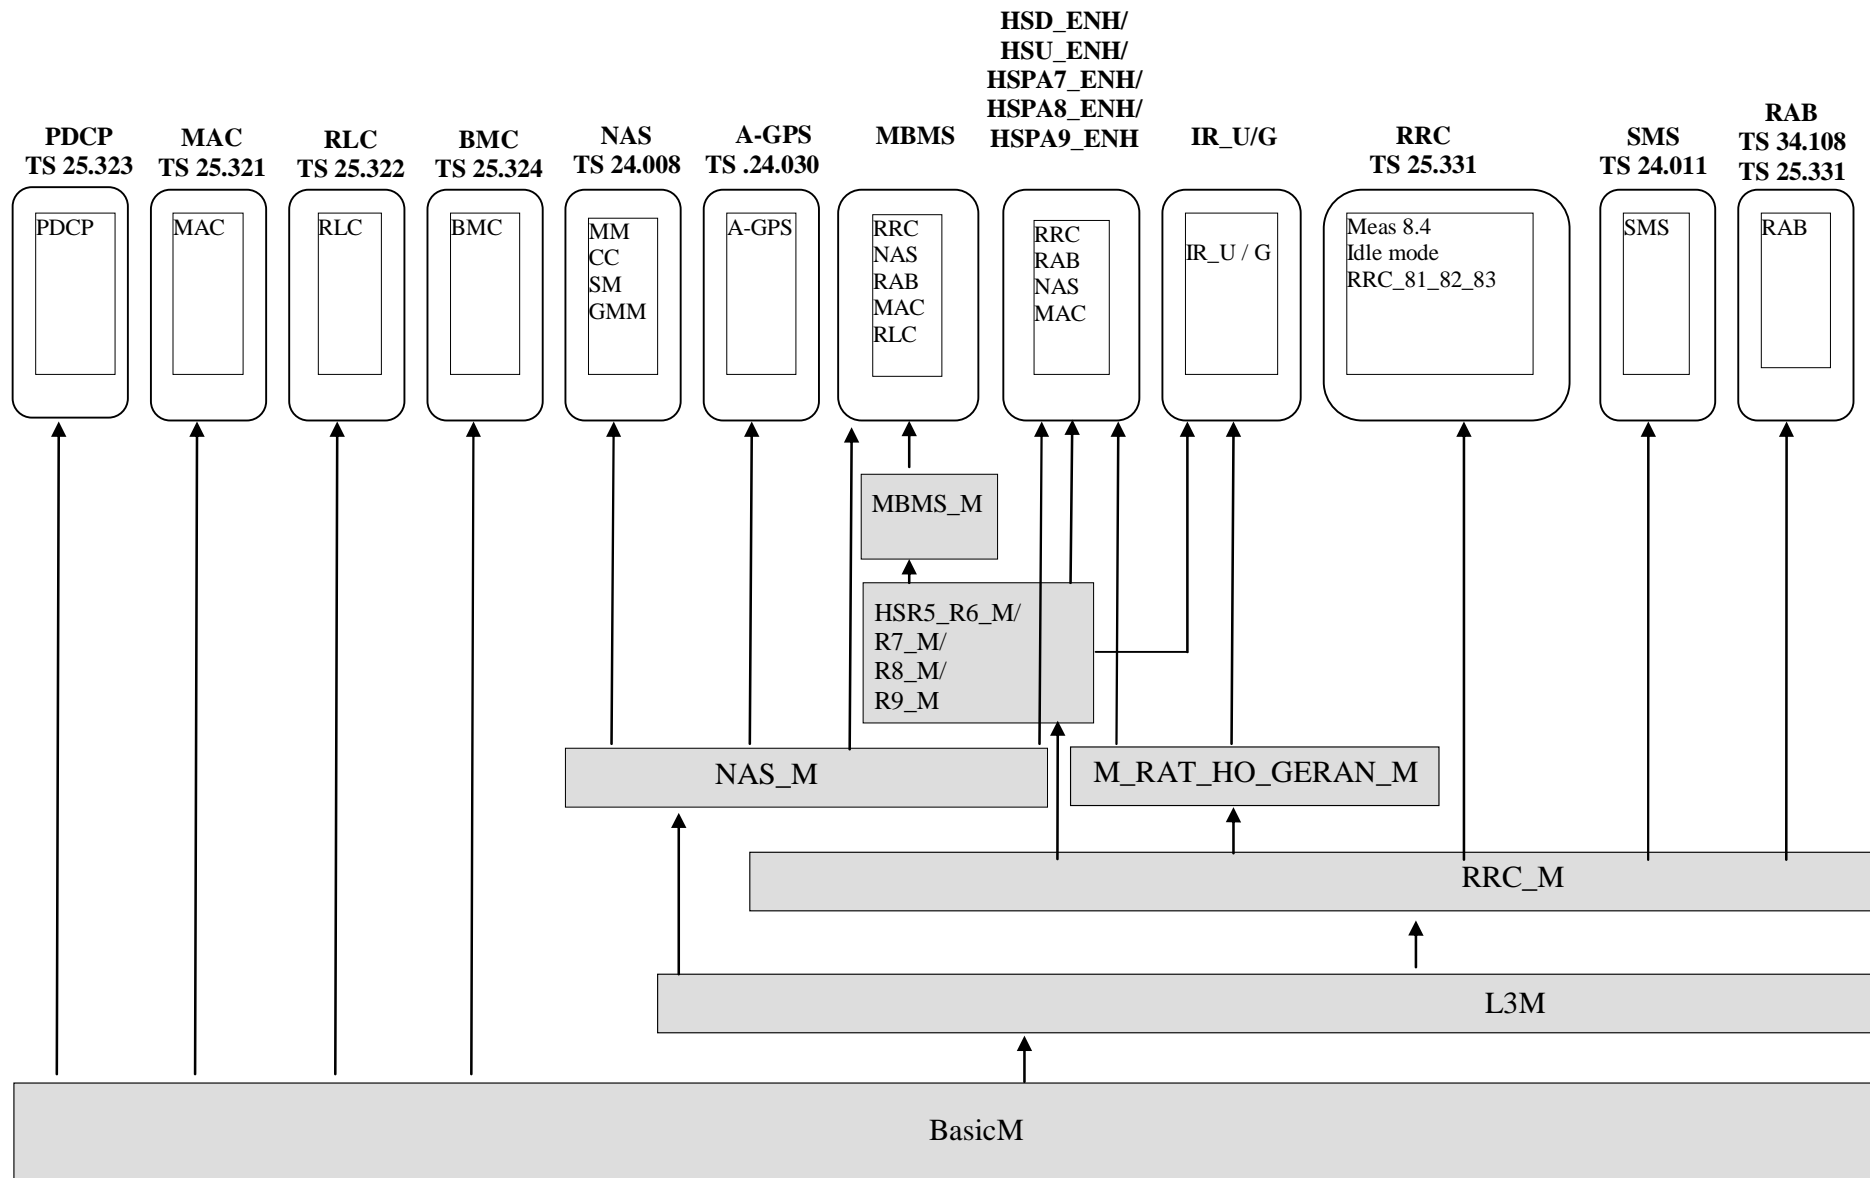 HSD_ENH/
HSU_ENH/
HSPA7_ENH/
HSPA8_ENH/
HSPA9_ENH
PDCP
TS 25.323
MAC
TS 25.321
RLC
TS 25.322
BMC
TS 25.324
NAS
TS 24.008
A-GPS
TS .24.030
MBMS
IR_U/G
RRC
TS 25.331
SMS
TS 24.011
RAB
TS 34.108
TS 25.331
PDCP
MAC
RLC
BMC
MM
CC
SM
GMM
A-GPS
RRC
NAS
RAB
MAC
RLC
RRC
RAB
NAS
MAC
IR_U / G
Meas 8.4
Idle mode
RRC_81_82_83
SMS
RAB
MBMS_M
HSR5_R6_M/
R7_M/
R8_M/
R9_M
NAS_M
M_RAT_HO_GERAN_M
RRC_M
L3M
BasicM